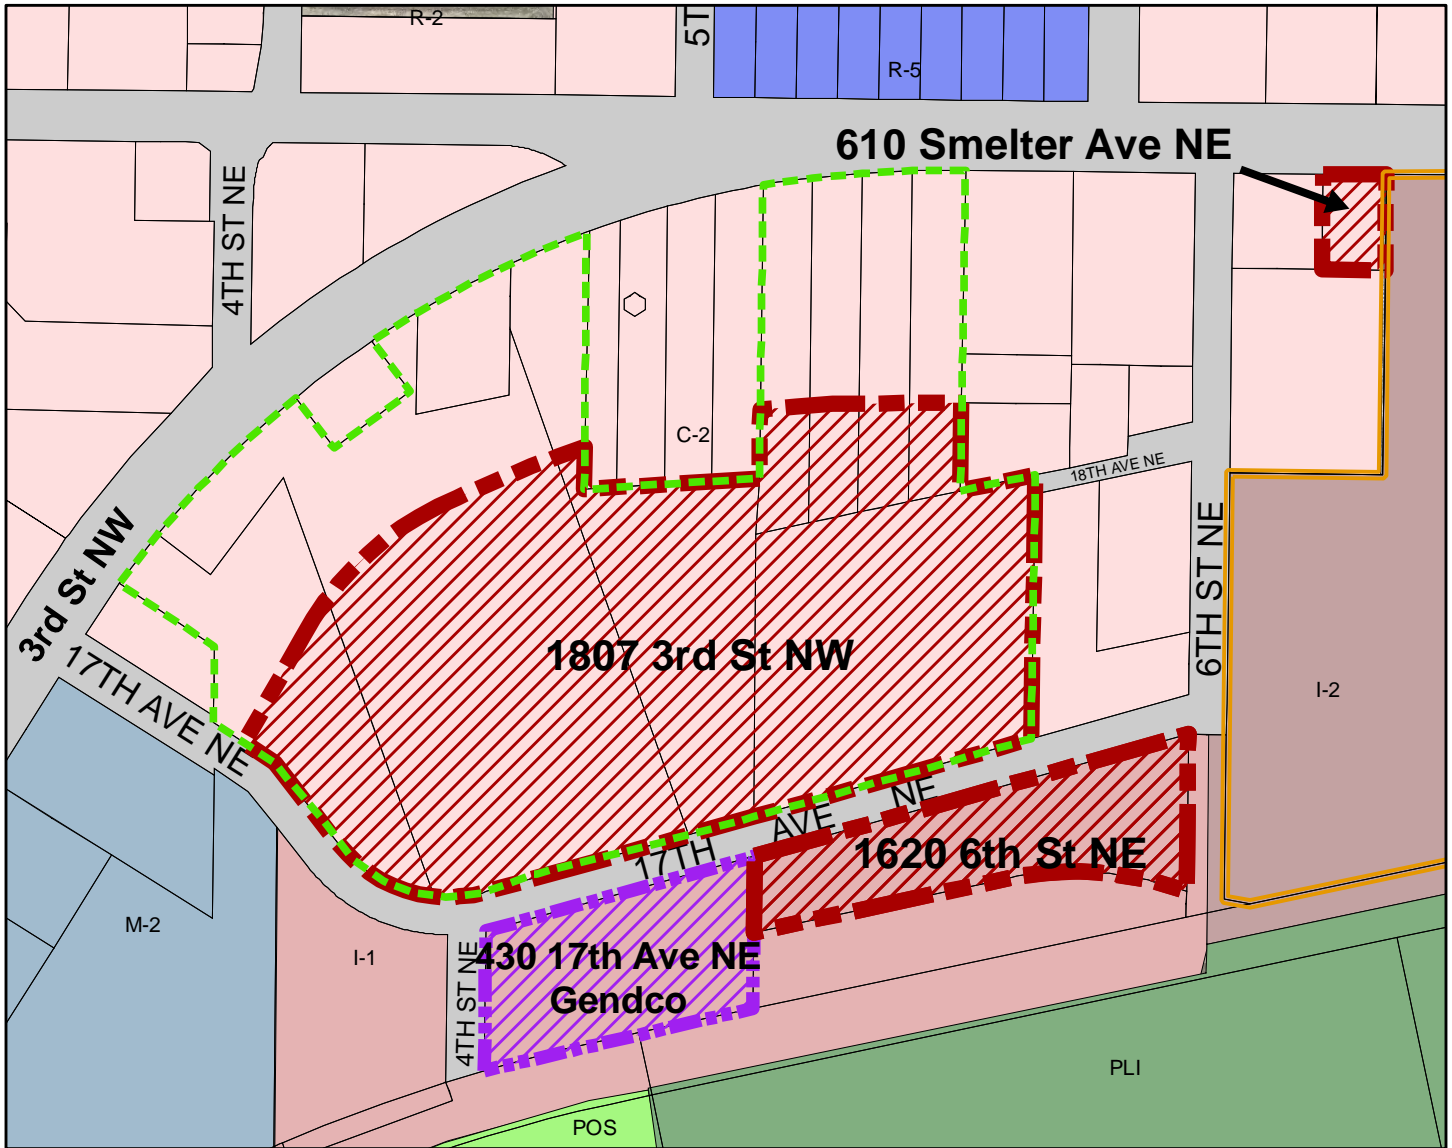 R-2
5T
R-5
610 Smelter Ave NE
4TH ST NE
C-2
18TH AVE NE
3rd St NW
6TH ST NE
1807 3rd St NW
17TH AVE NE
I-2
17TH AVE NE
1620 6th St NE
M-2
I-1
4TH ST NE
430 17th Ave NE
Gendco
PLI
POS